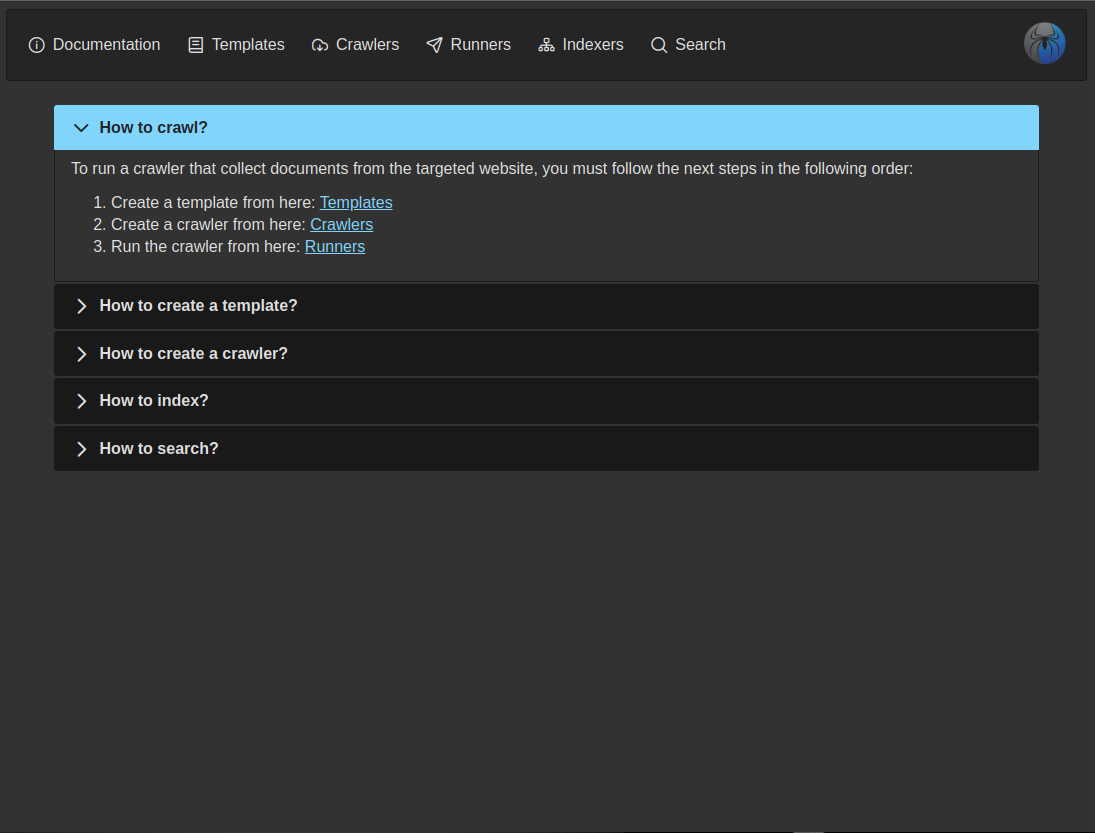 Documentation Templates Crawlers Runners Indexers Search
How to crawl?
To run a crawler that collect documents from the targeted website, you must follow the next steps in the following order:
1. Create a template from here: Templates
2. Create a crawler from here: Crawlers
3. Run the crawler from here: Runners
How to create a template?
How to create a crawler?
How to index?
How to search?